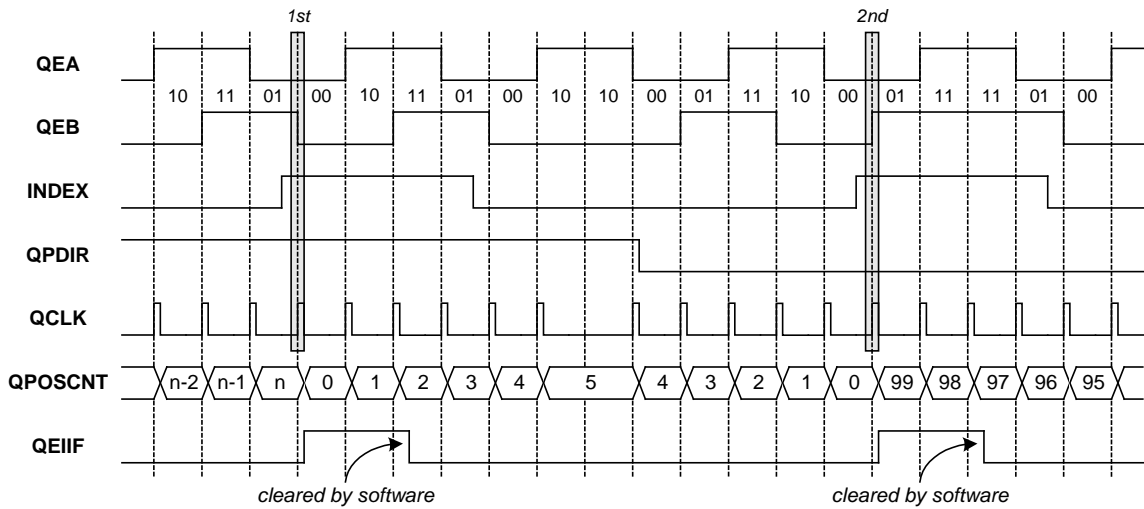 1st 2nd
QEA
10 11 01 00 10 11 01 00 10 10 00 01 11 10 00 01 11 11 01 00
QEB
INDEX
QPDIR
QCLK
QPOSCNT n-2 n-1 n 0 1 2 3 4 5 4 3 2 1 0 99 98 97 96 95
QEIIF
cleared by software cleared by software